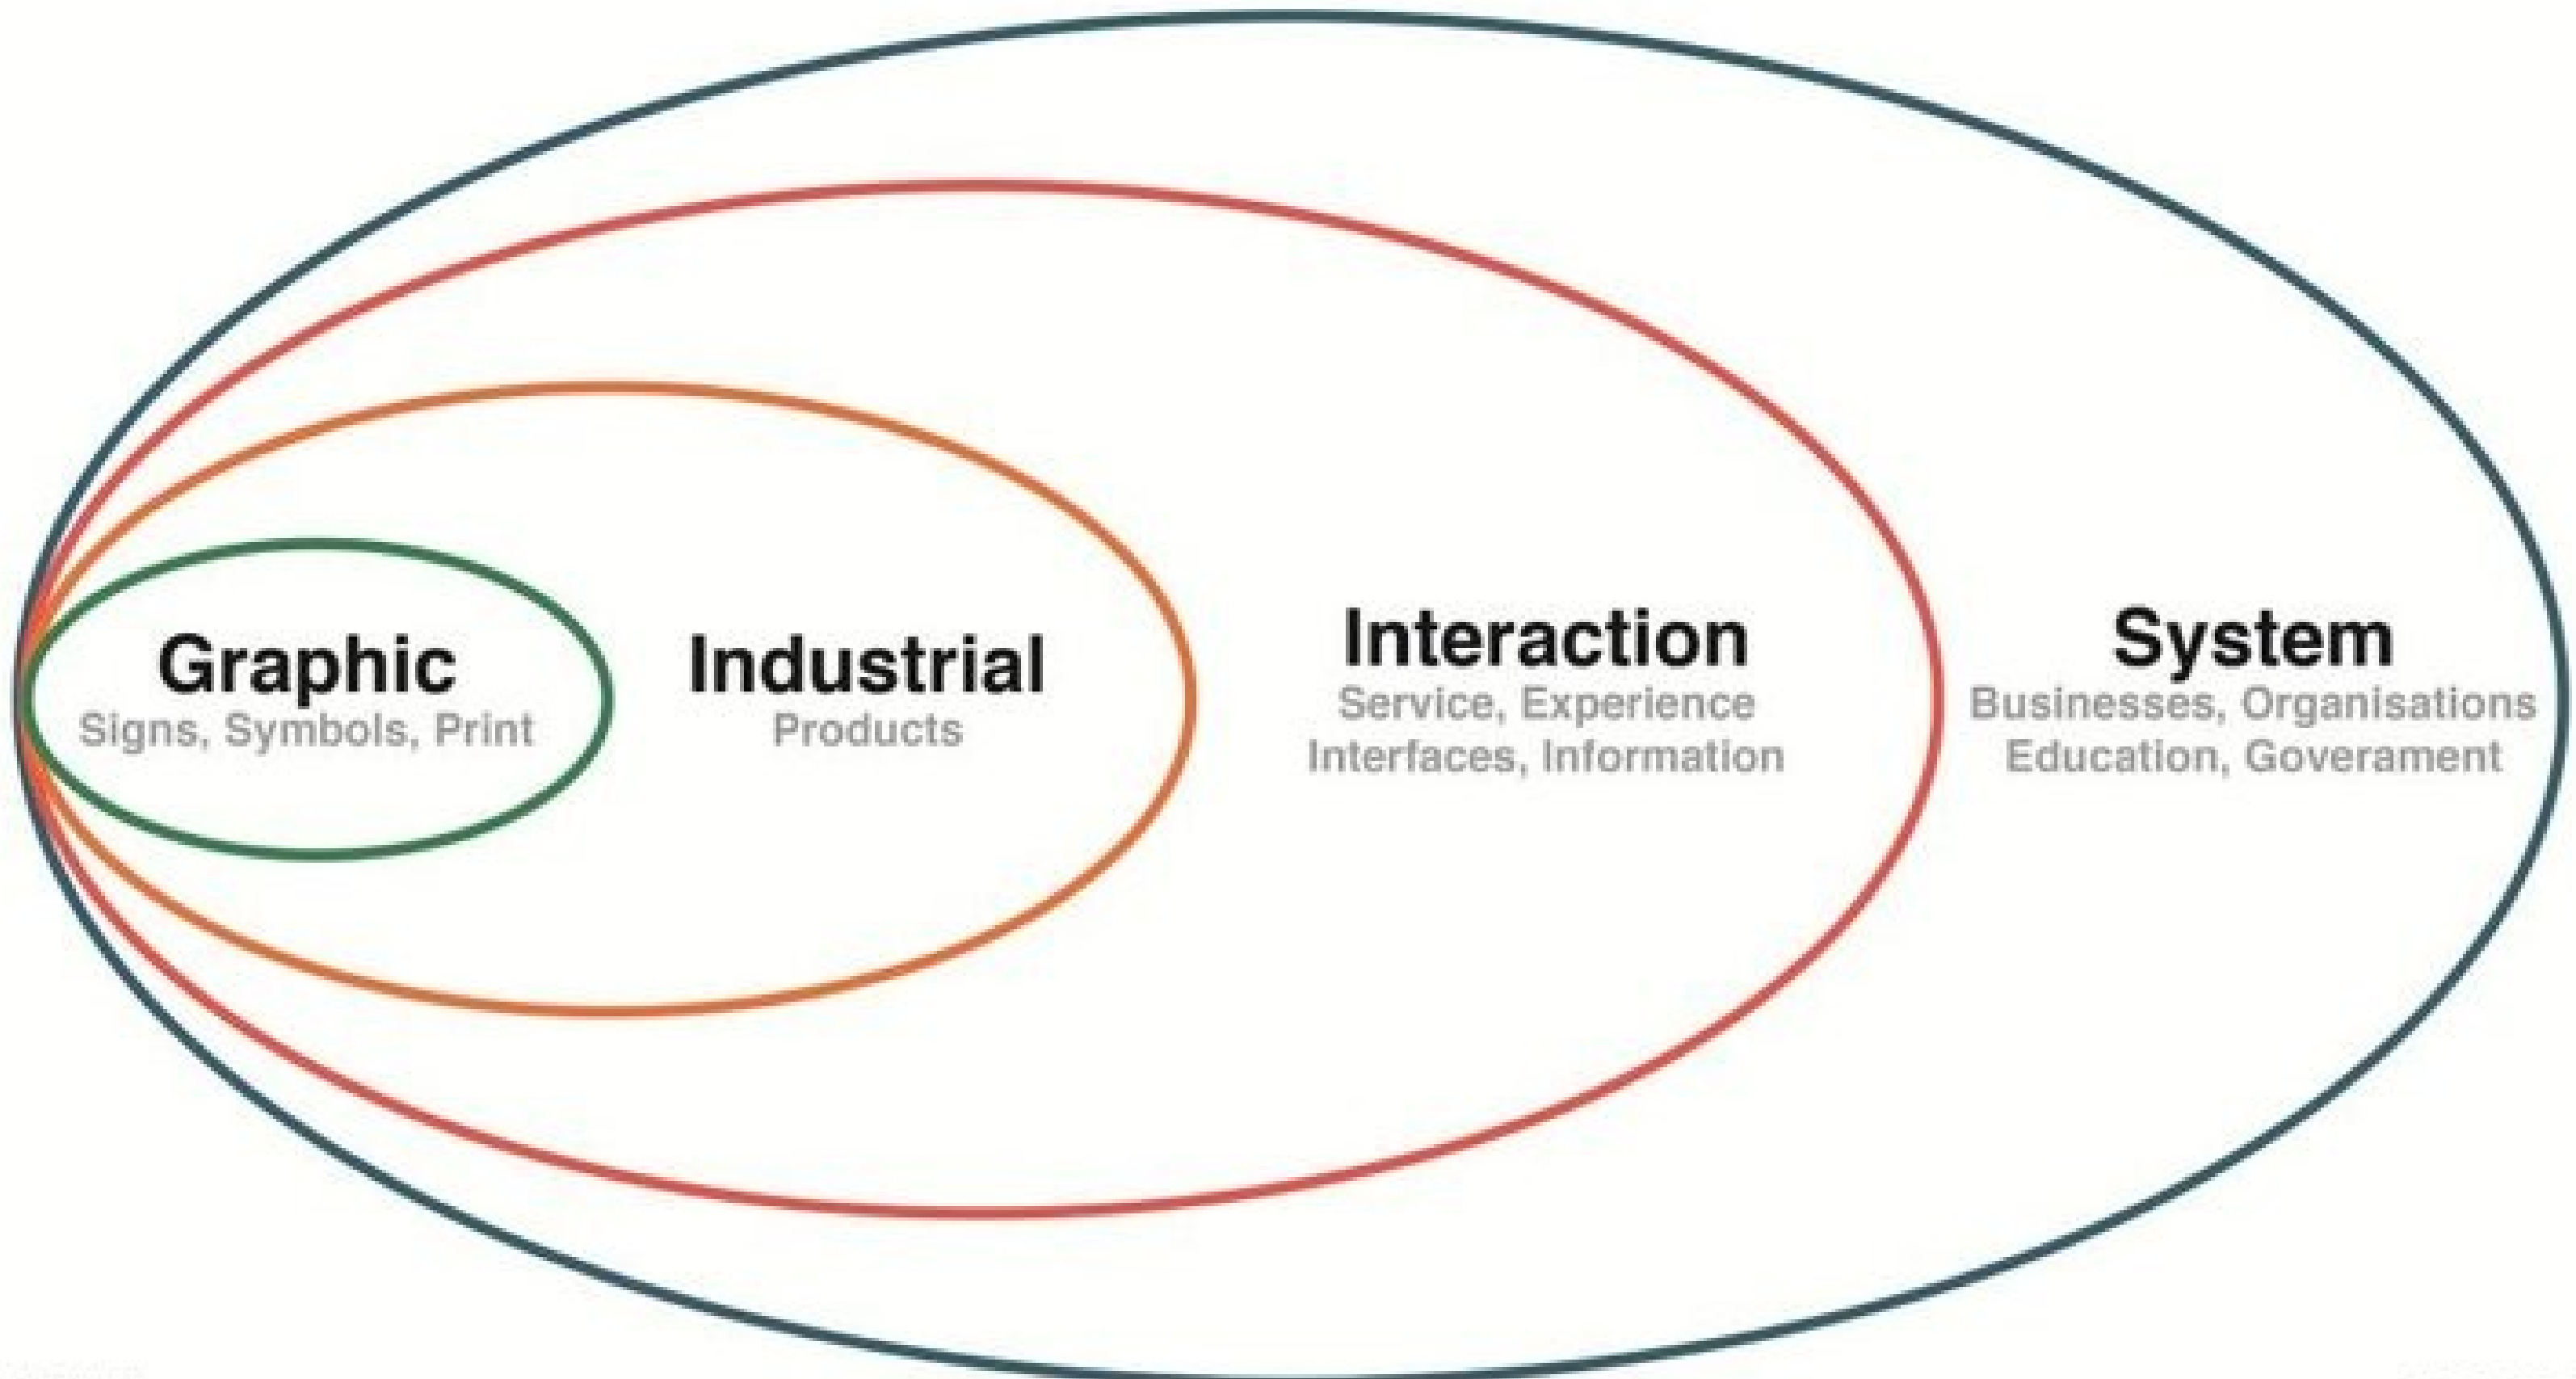 Graphic
Signs, Symbols, Print
Industrial
Products
Interaction
Service, Experience
Interfaces, Information
System
Businesses, Organisations
Education, Goverament